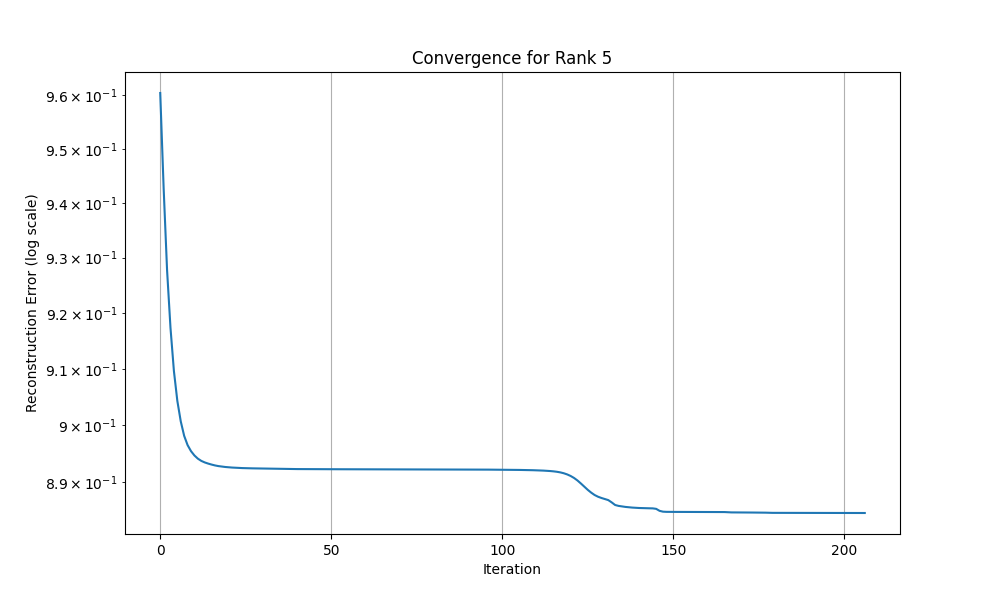 Convergence for Rank 5
Reconstruction Error (log scale)
9.6 × 10⁻¹
9.5 × 10⁻¹
9.4 × 10⁻¹
9.3 × 10⁻¹
9.2 × 10⁻¹
9.1 × 10⁻¹
9 × 10⁻¹
8.9 × 10⁻¹
0 50 100 150 200
Iteration